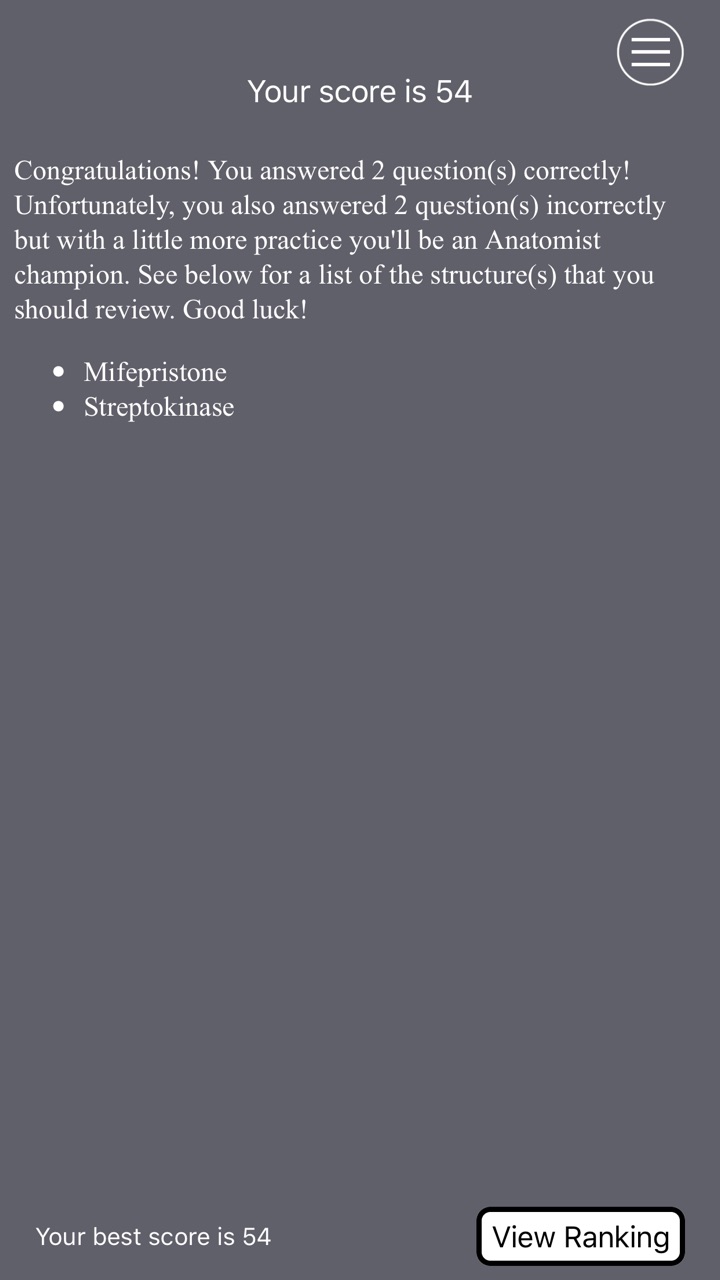 Your score is 54
Congratulations! You answered 2 question(s) correctly!
Unfortunately, you also answered 2 question(s) incorrectly
but with a little more practice you'll be an Anatomist
champion. See below for a list of the structure(s) that you
should review. Good luck!
Mifepristone
Streptokinase
Your best score is 54
View Ranking